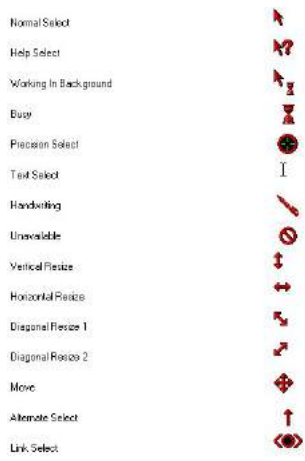 Normal Select
Help Select
Working In Background
Busy
Precision Select
Text Select
Handwriting
Unavailable
Vertical Resize
Horizontal Resize
Diagonal Resize 1
Diagonal Resize 2
Move
Alternate Select
Link Select